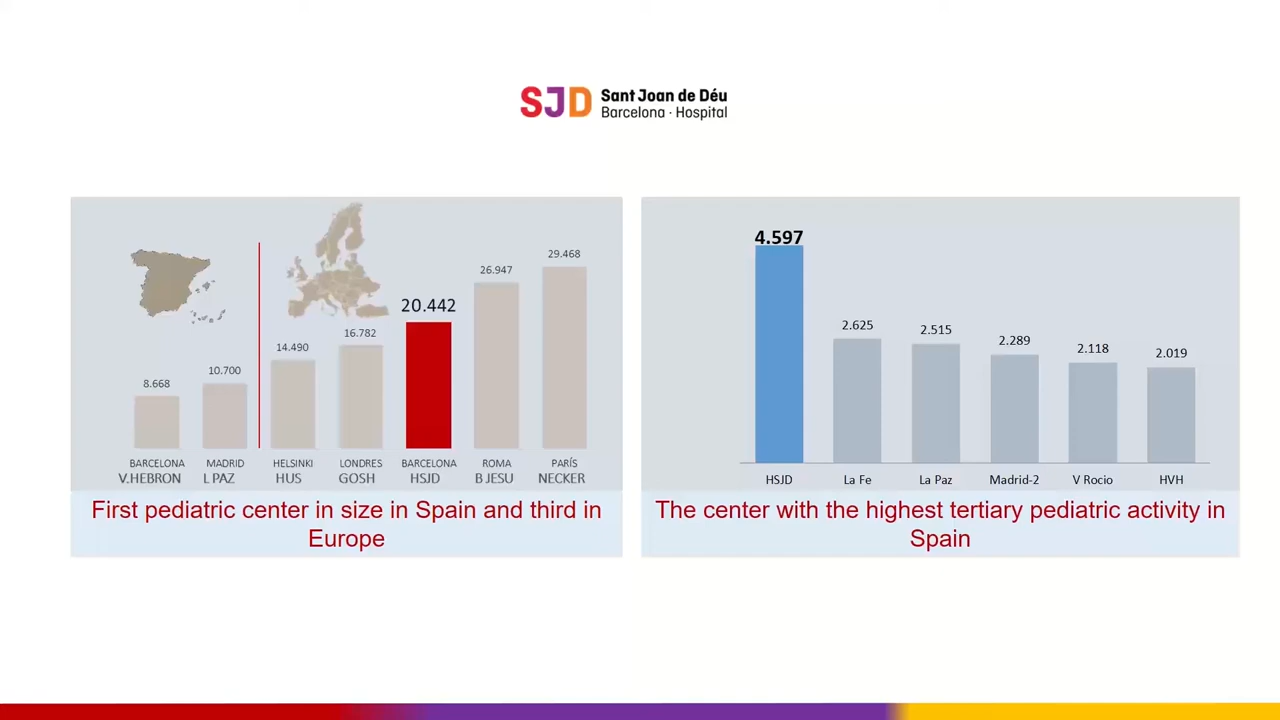 SJD
Sant Joan de Déu
Barcelona · Hospital
8.668
10.700
14.490
16.782
20.442
26.947
29.468
BARCELONA MADRID HELSINKI LONDRES BARCELONA ROMA PARÍS
V.HEBRON L PAZ HUS GOSH HSJD B JESU NECKER
First pediatric center in size in Spain and third in
Europe
4.597
2.625
2.515
2.289
2.118
2.019
HSJD La Fe La Paz Madrid-2 V Rocio HVH
The center with the highest tertiary pediatric activity in
Spain